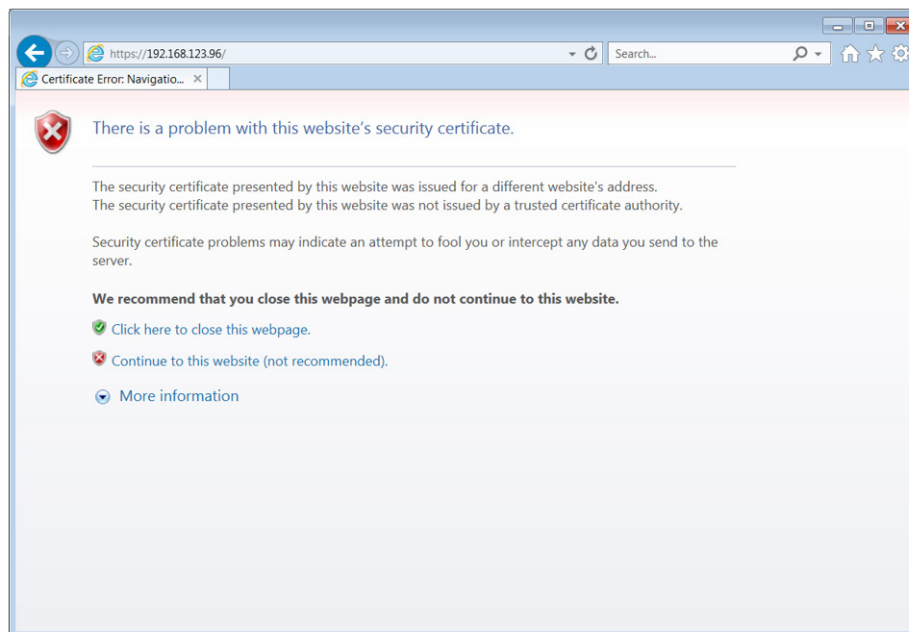 https://192.168.123.96/
Search...
Certificate Error: Navigatio...
There is a problem with this website's security certificate.
The security certificate presented by this website was issued for a different website's address.
The security certificate presented by this website was not issued by a trusted certificate authority.
Security certificate problems may indicate an attempt to fool you or intercept any data you send to the
server.
We recommend that you close this webpage and do not continue to this website.
Click here to close this webpage.
Continue to this website (not recommended).
More information